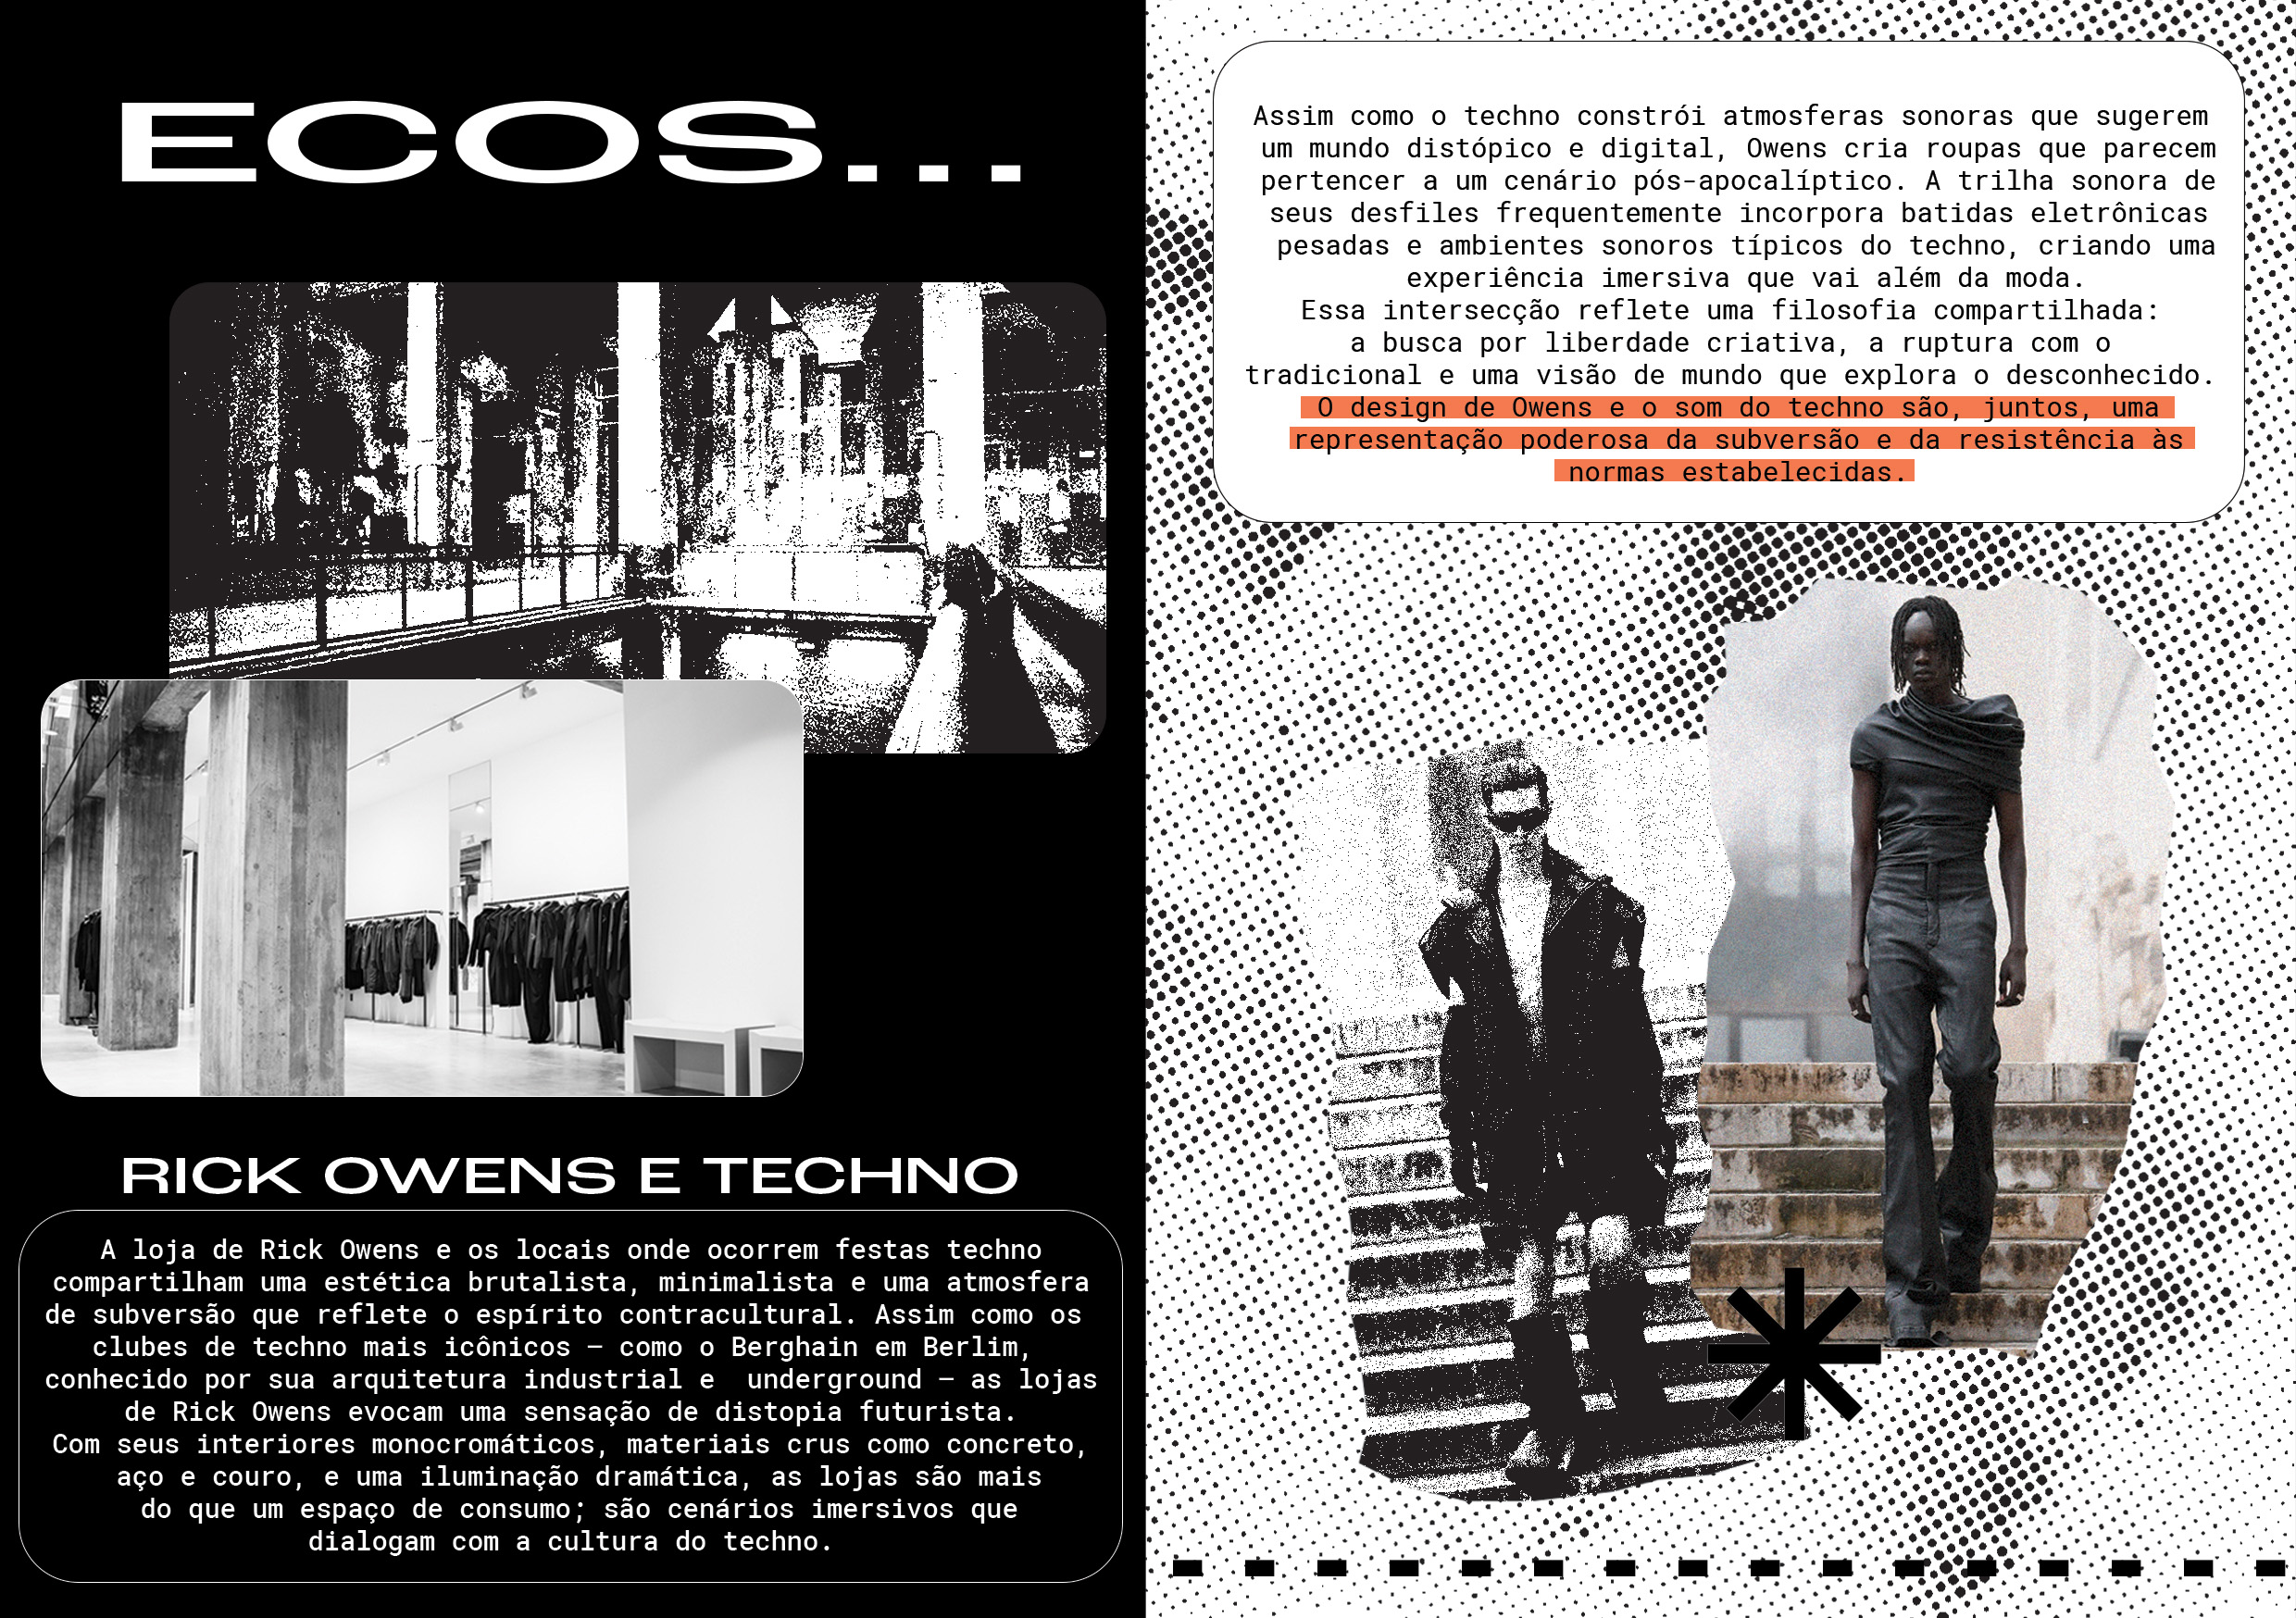 ECOS...
RICK OWENS E TECHNO
A loja de Rick Owens e os locais onde ocorrem festas techno
compartilham uma estética brutalista, minimalista e uma atmosfera
de subversão que reflete o espírito contracultural. Assim como os
clubes de techno mais icônicos – como o Berghain em Berlim,
conhecido por sua arquitetura industrial e  underground – as lojas
de Rick Owens evocam uma sensação de distopia futurista.
Com seus interiores monocromáticos, materiais crus como concreto,
aço e couro, e uma iluminação dramática, as lojas são mais
do que um espaço de consumo; são cenários imersivos que
dialogam com a cultura do techno.
Assim como o techno constrói atmosferas sonoras que sugerem
um mundo distópico e digital, Owens cria roupas que parecem
pertencer a um cenário pós-apocalíptico. A trilha sonora de
seus desfiles frequentemente incorpora batidas eletrônicas
pesadas e ambientes sonoros típicos do techno, criando uma
experiência imersiva que vai além da moda.
Essa intersecção reflete uma filosofia compartilhada:
a busca por liberdade criativa, a ruptura com o
tradicional e uma visão de mundo que explora o desconhecido.
O design de Owens e o som do techno são, juntos, uma
representação poderosa da subversão e da resistência às
normas estabelecidas.